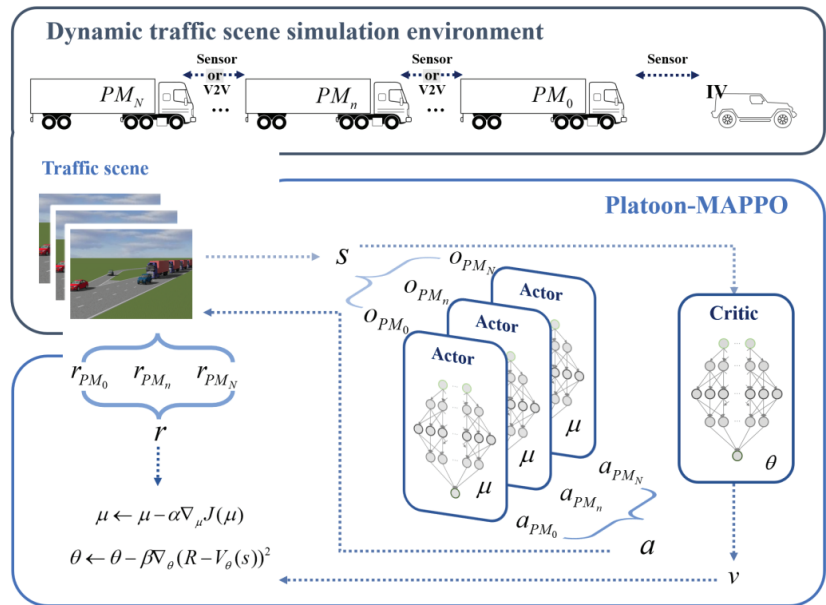 Dynamic traffic scene simulation environment
Sensor or V2V
Sensor or V2V
Sensor
PM_N
...
PM_n
...
PM_0
IV
Traffic scene
Platoon-MAPPO
s
o_{PM_N}
o_{PM_n}
o_{PM_0}
Actor
Actor
Actor
Critic
r_{PM_0} r_{PM_n} r_{PM_N}
r
μ
μ
μ
θ
a_{PM_N}
a_{PM_n}
a_{PM_0}
a
v
μ ← μ − α∇_μ J(μ)
θ ← θ − β∇_θ (R − V_θ(s))²